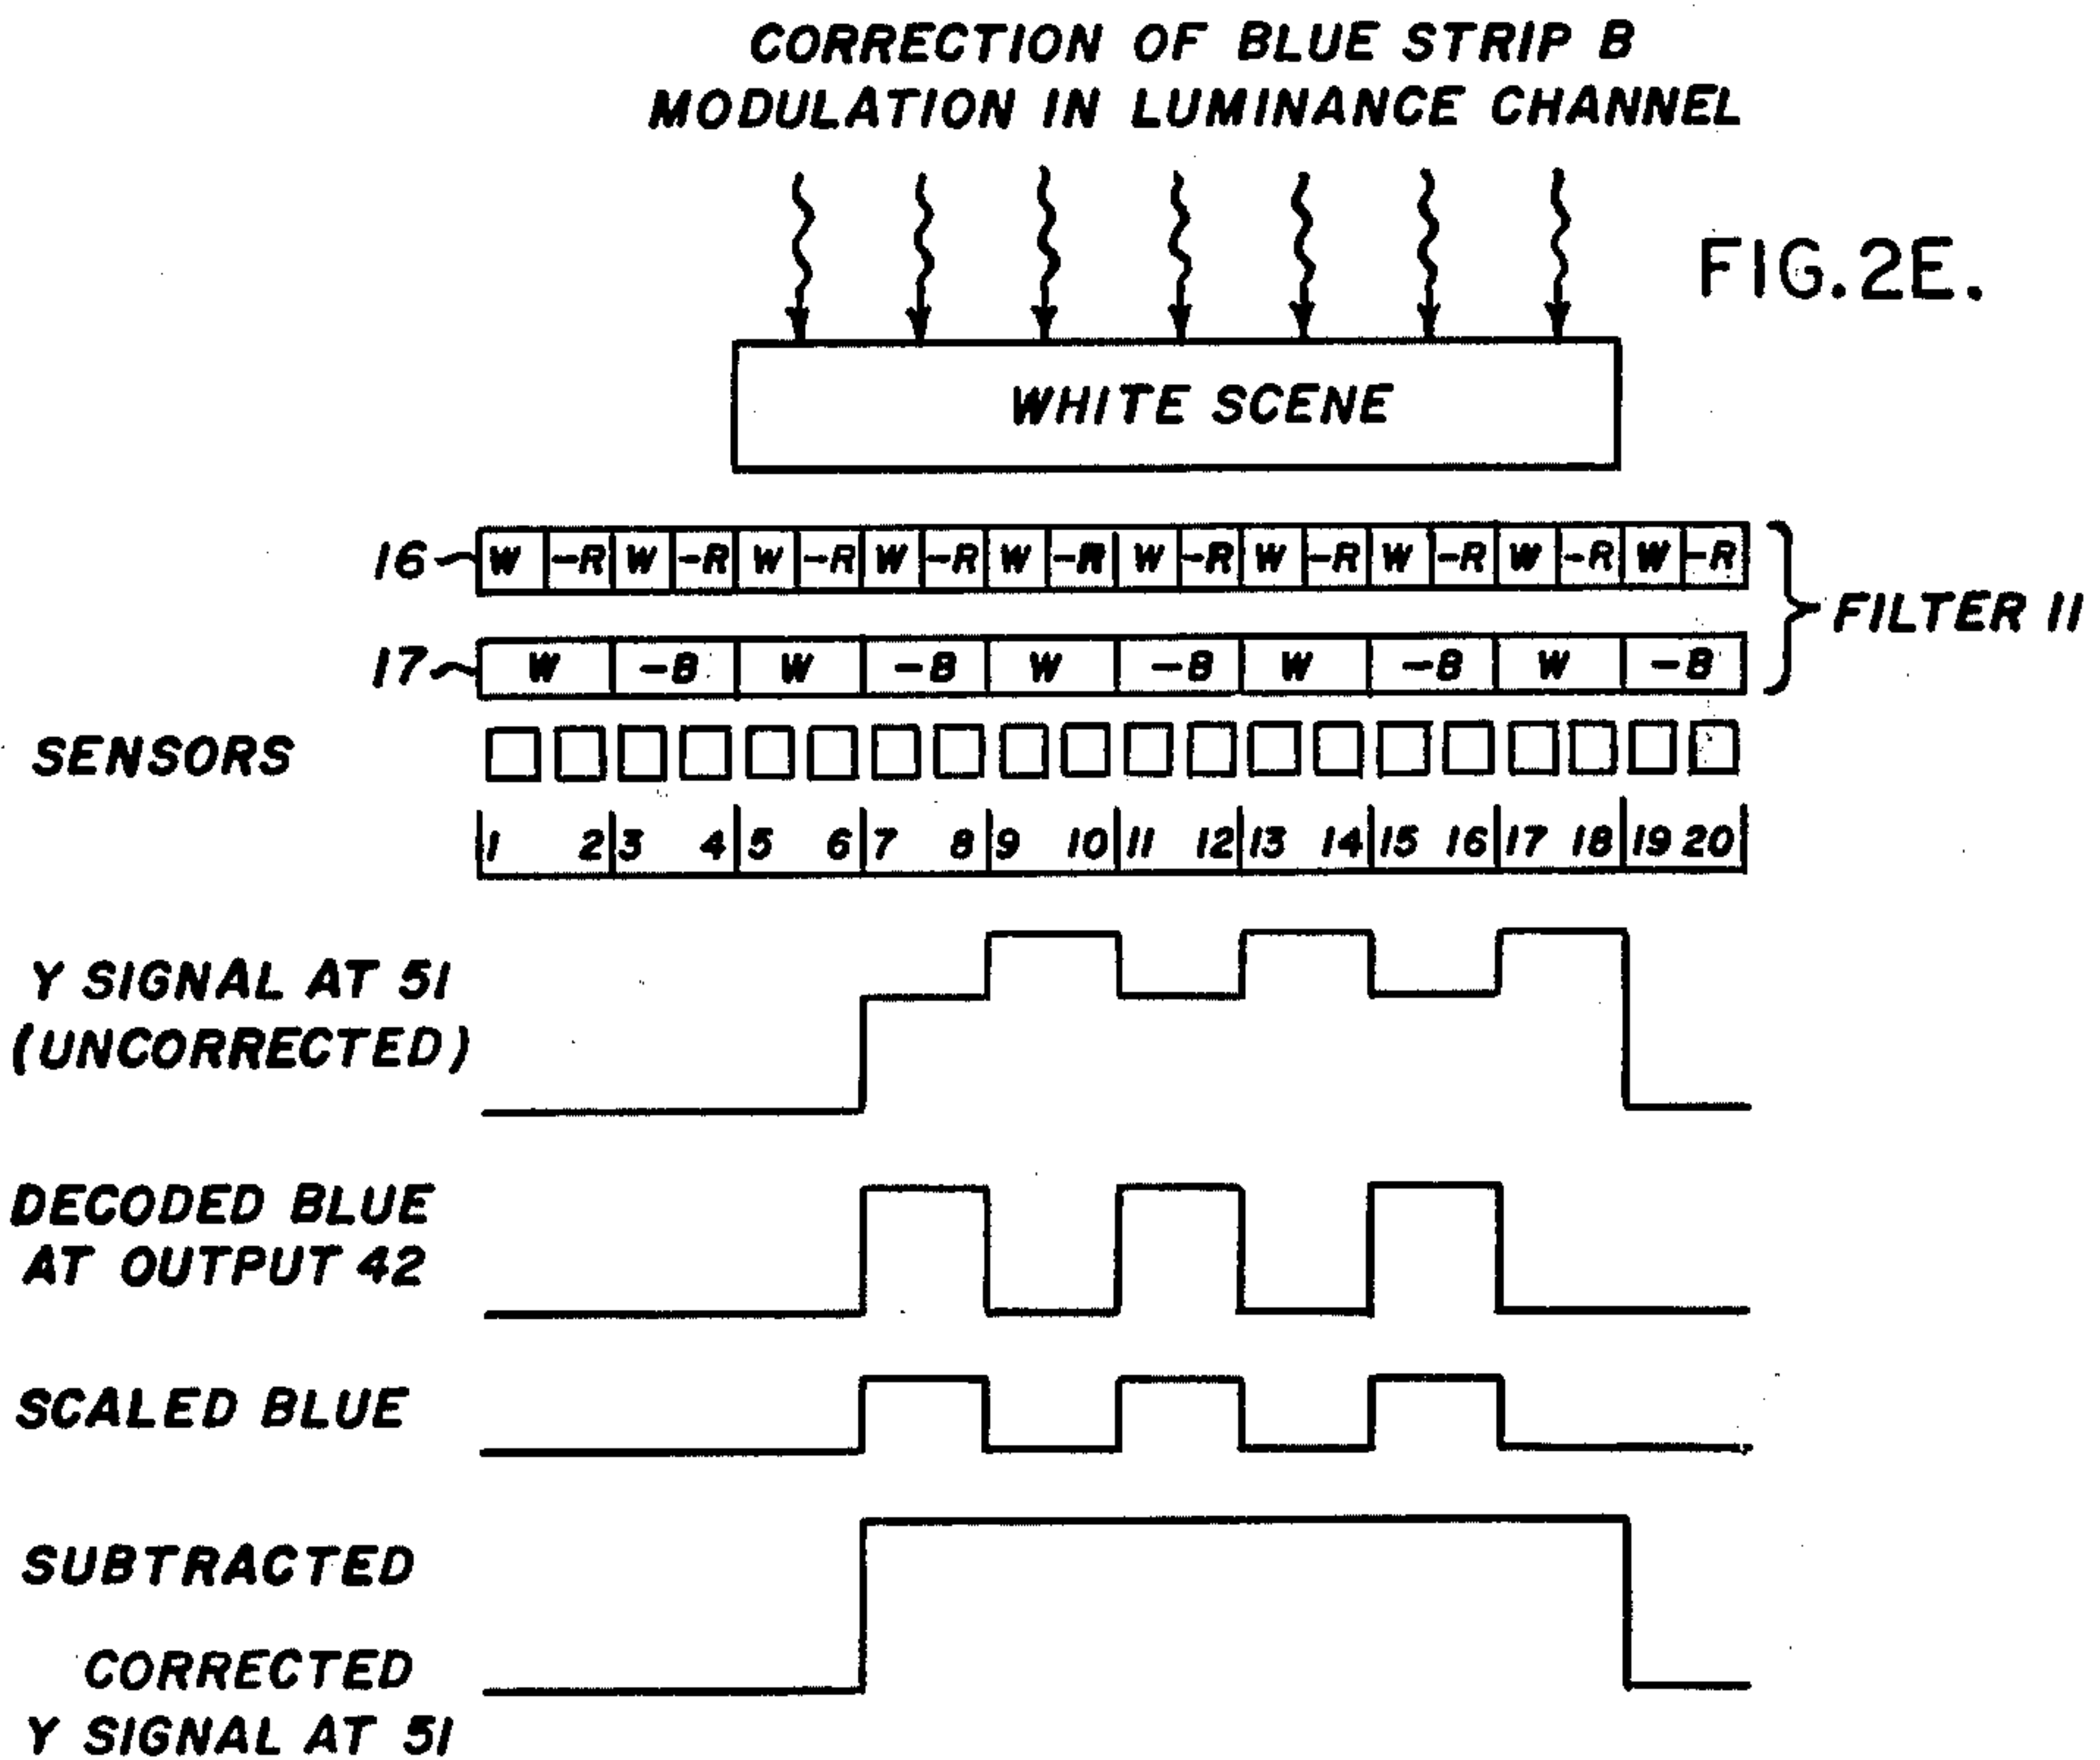 CORRECTION OF BLUE STRIP B
MODULATION IN LUMINANCE CHANNEL
FIG. 2E.
WHITE SCENE
16 W -R W -R W -R W -R W -R W -R W -R W -R W -R W -R
FILTER 11
17 W -B W -B W -B W -B W -B
SENSORS
1 2 3 4 5 6 7 8 9 10 11 12 13 14 15 16 17 18 19 20
Y SIGNAL AT 51
(UNCORRECTED)
DECODED BLUE
AT OUTPUT 42
SCALED BLUE
SUBTRACTED
CORRECTED
Y SIGNAL AT 51